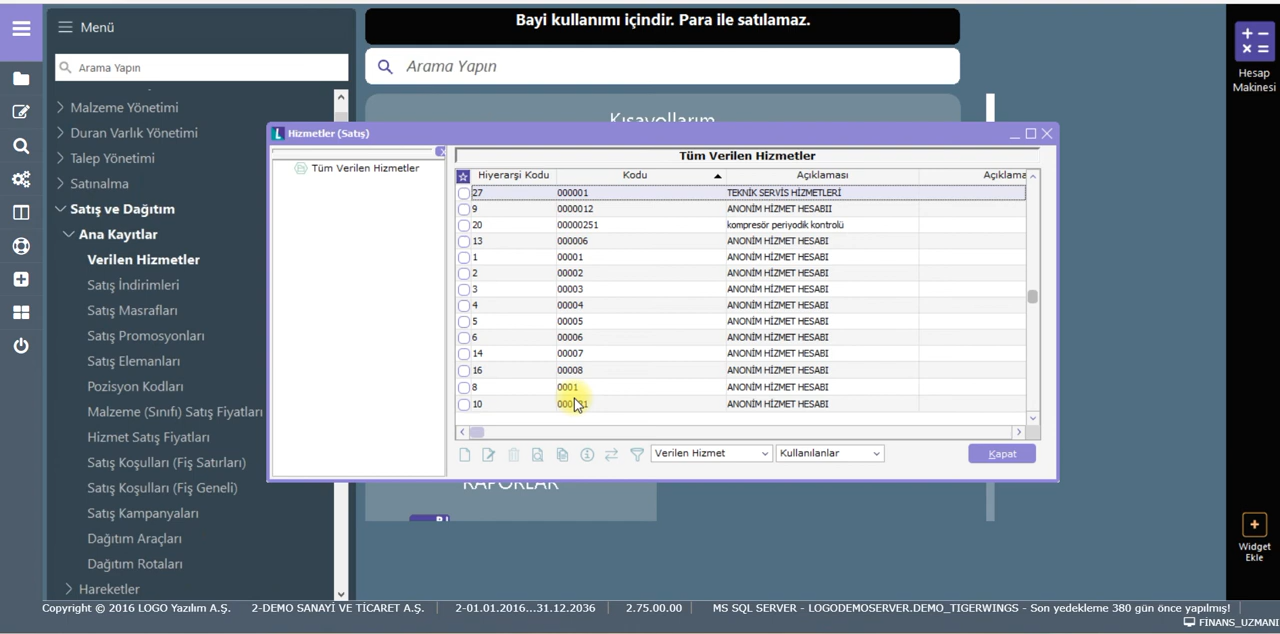 Bayi kullanımı içindir. Para ile satılamaz.
Menü
Arama Yapın
Arama Yapın
Hesap
Makinesi
Malzeme Yönetimi
Duran Varlık Yönetimi
Talep Yönetimi
Satınalma
Satış ve Dağıtım
Ana Kayıtlar
Verilen Hizmetler
Satış İndirimleri
Satış Masrafları
Satış Promosyonları
Satış Elemanları
Pozisyon Kodları
Malzeme (Sınıfı) Satış Fiyatları
Hizmet Satış Fiyatları
Satış Koşulları (Fiş Satırları)
Satış Koşulları (Fiş Geneli)
Satış Kampanyaları
Dağıtım Araçları
Dağıtım Rotaları
Hareketler
Kısayollarım
Hizmetler (Satış)
Tüm Verilen Hizmetler
Tüm Verilen Hizmetler
Hiyerarşi Kodu Kodu Açıklaması Açıklama
27 000001 TEKNİK SERVİS HİZMETLERİ
9 0000012 ANONİM HİZMET HESABII
20 00000251 kompresör periyodik kontrolü
13 000006 ANONİM HİZMET HESABI
1 00001 ANONİM HİZMET HESABI
2 00002 ANONİM HİZMET HESABI
3 00003 ANONİM HİZMET HESABI
4 00004 ANONİM HİZMET HESABI
5 00005 ANONİM HİZMET HESABI
6 00006 ANONİM HİZMET HESABI
14 00007 ANONİM HİZMET HESABI
16 00008 ANONİM HİZMET HESABI
8 0001 ANONİM HİZMET HESABI
10 ANONİM HİZMET HESABI
Verilen Hizmet Kullanılanlar Kapat
RAPORLAR
Widget
Ekle
Copyright © 2016 LOGO Yazılım A.Ş. 2-DEMO SANAYİ VE TİCARET A.Ş. 2-01.01.2016...31.12.2036 2.75.00.00 MS SQL SERVER - LOGODEMOSERVER.DEMO_TIGERWINGS - Son yedekleme 380 gün önce yapılmış!
FİNANS_UZMANI